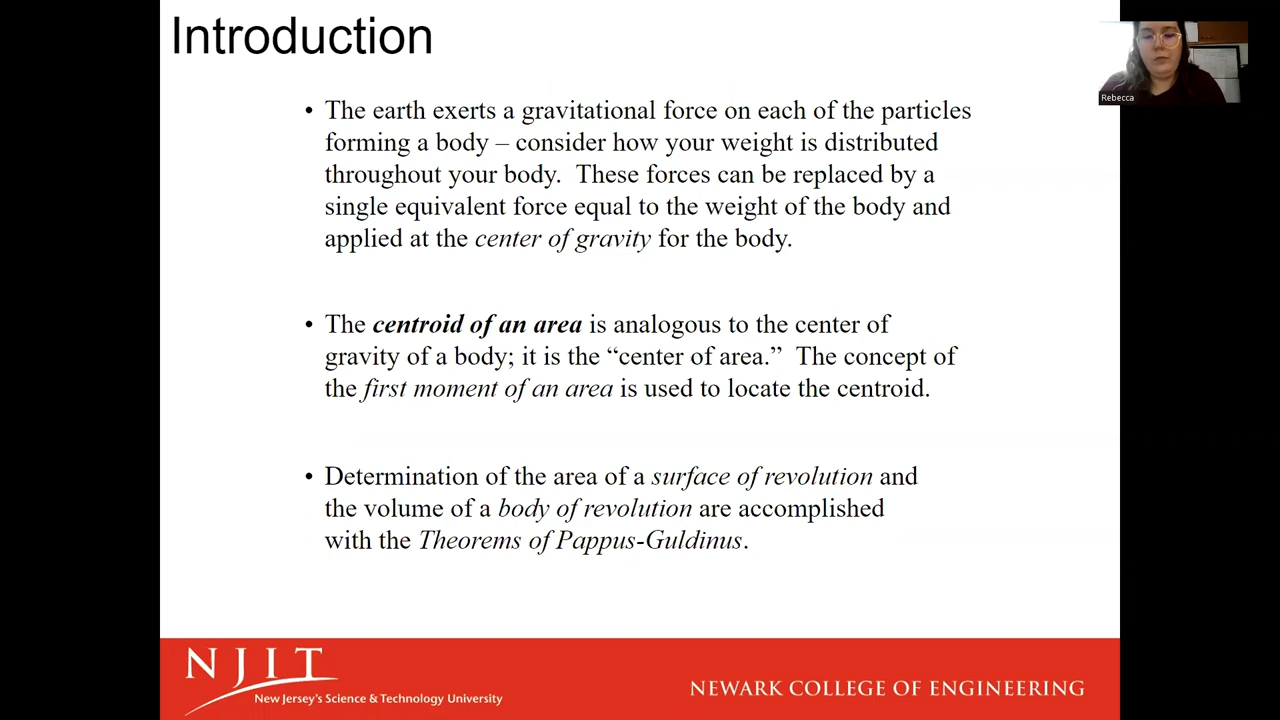 Introduction
• The earth exerts a gravitational force on each of the particles
forming a body – consider how your weight is distributed
throughout your body.  These forces can be replaced by a
single equivalent force equal to the weight of the body and
applied at the center of gravity for the body.
• The centroid of an area is analogous to the center of
gravity of a body; it is the “center of area.”  The concept of
the first moment of an area is used to locate the centroid.
• Determination of the area of a surface of revolution and
the volume of a body of revolution are accomplished
with the Theorems of Pappus-Guldinus.
Rebecca
NJIT
New Jersey's Science & Technology University
NEWARK COLLEGE OF ENGINEERING